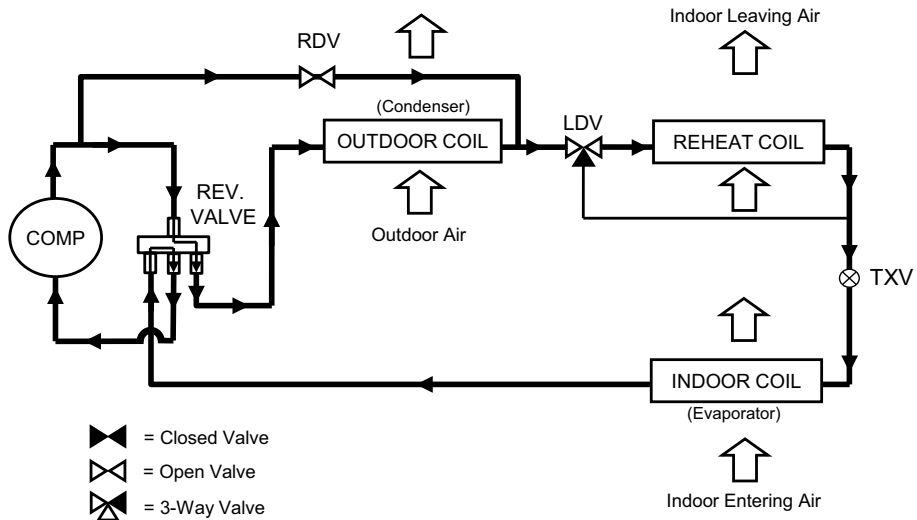 Indoor Leaving Air
RDV
(Condenser)
OUTDOOR COIL
LDV
REHEAT COIL
REV.
VALVE
COMP
Outdoor Air
TXV
INDOOR COIL
(Evaporator)
Indoor Entering Air
= Closed Valve
= Open Valve
= 3-Way Valve